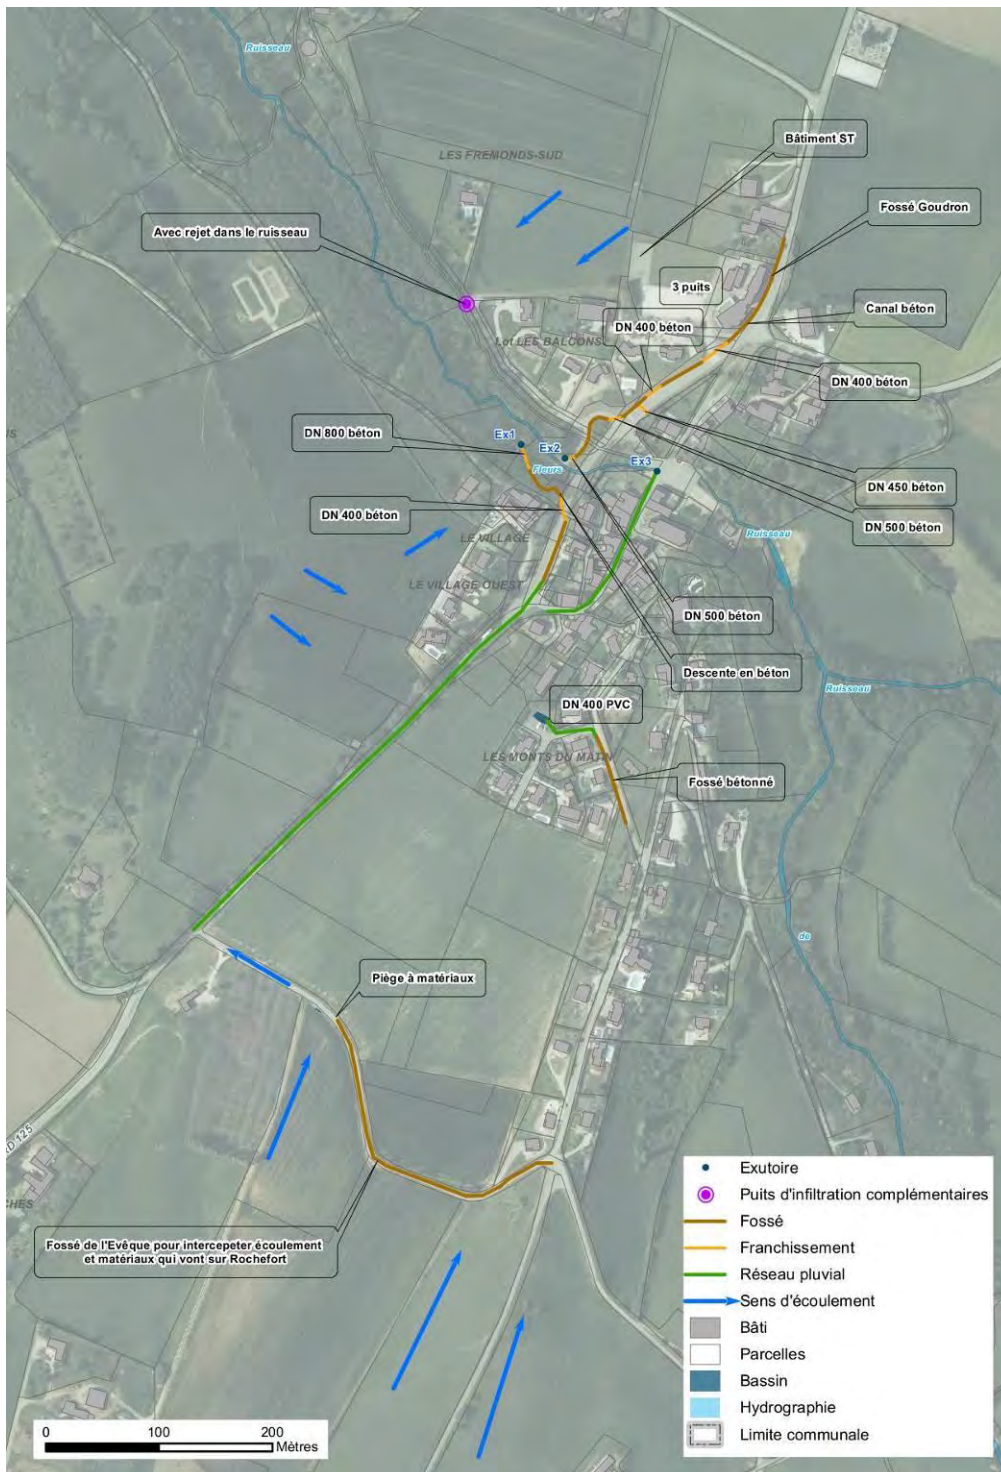 Ruisseau
Bâtiment ST
LES FREMONDS-SUD
Fossé Goudron
Avec rejet dans le ruisseau
3 puits
Canal béton
DN 400 béton
Lot LES BALCONS
DN 400 béton
DN 800 béton
Ex1
Ex2
Ex3
Fleurs
DN 450 béton
DN 400 béton
DN 500 béton
LE VILLAGE
Ruisseau
LE VILLAGE OUEST
DN 500 béton
Descente en béton
Ruisseau
DN 400 PVC
LES MONTS DU MATIN
Fossé bétonné
de
Piège à matériaux
RD 125
CHES
Fossé de l'Evêque pour intercepeter écoulement
et matériaux qui vont sur Rochefort
Exutoire
Puits d'infiltration complémentaires
Fossé
Franchissement
Réseau pluvial
Sens d'écoulement
Bâti
Parcelles
Bassin
Hydrographie
Limite communale
0 100 200
Mètres